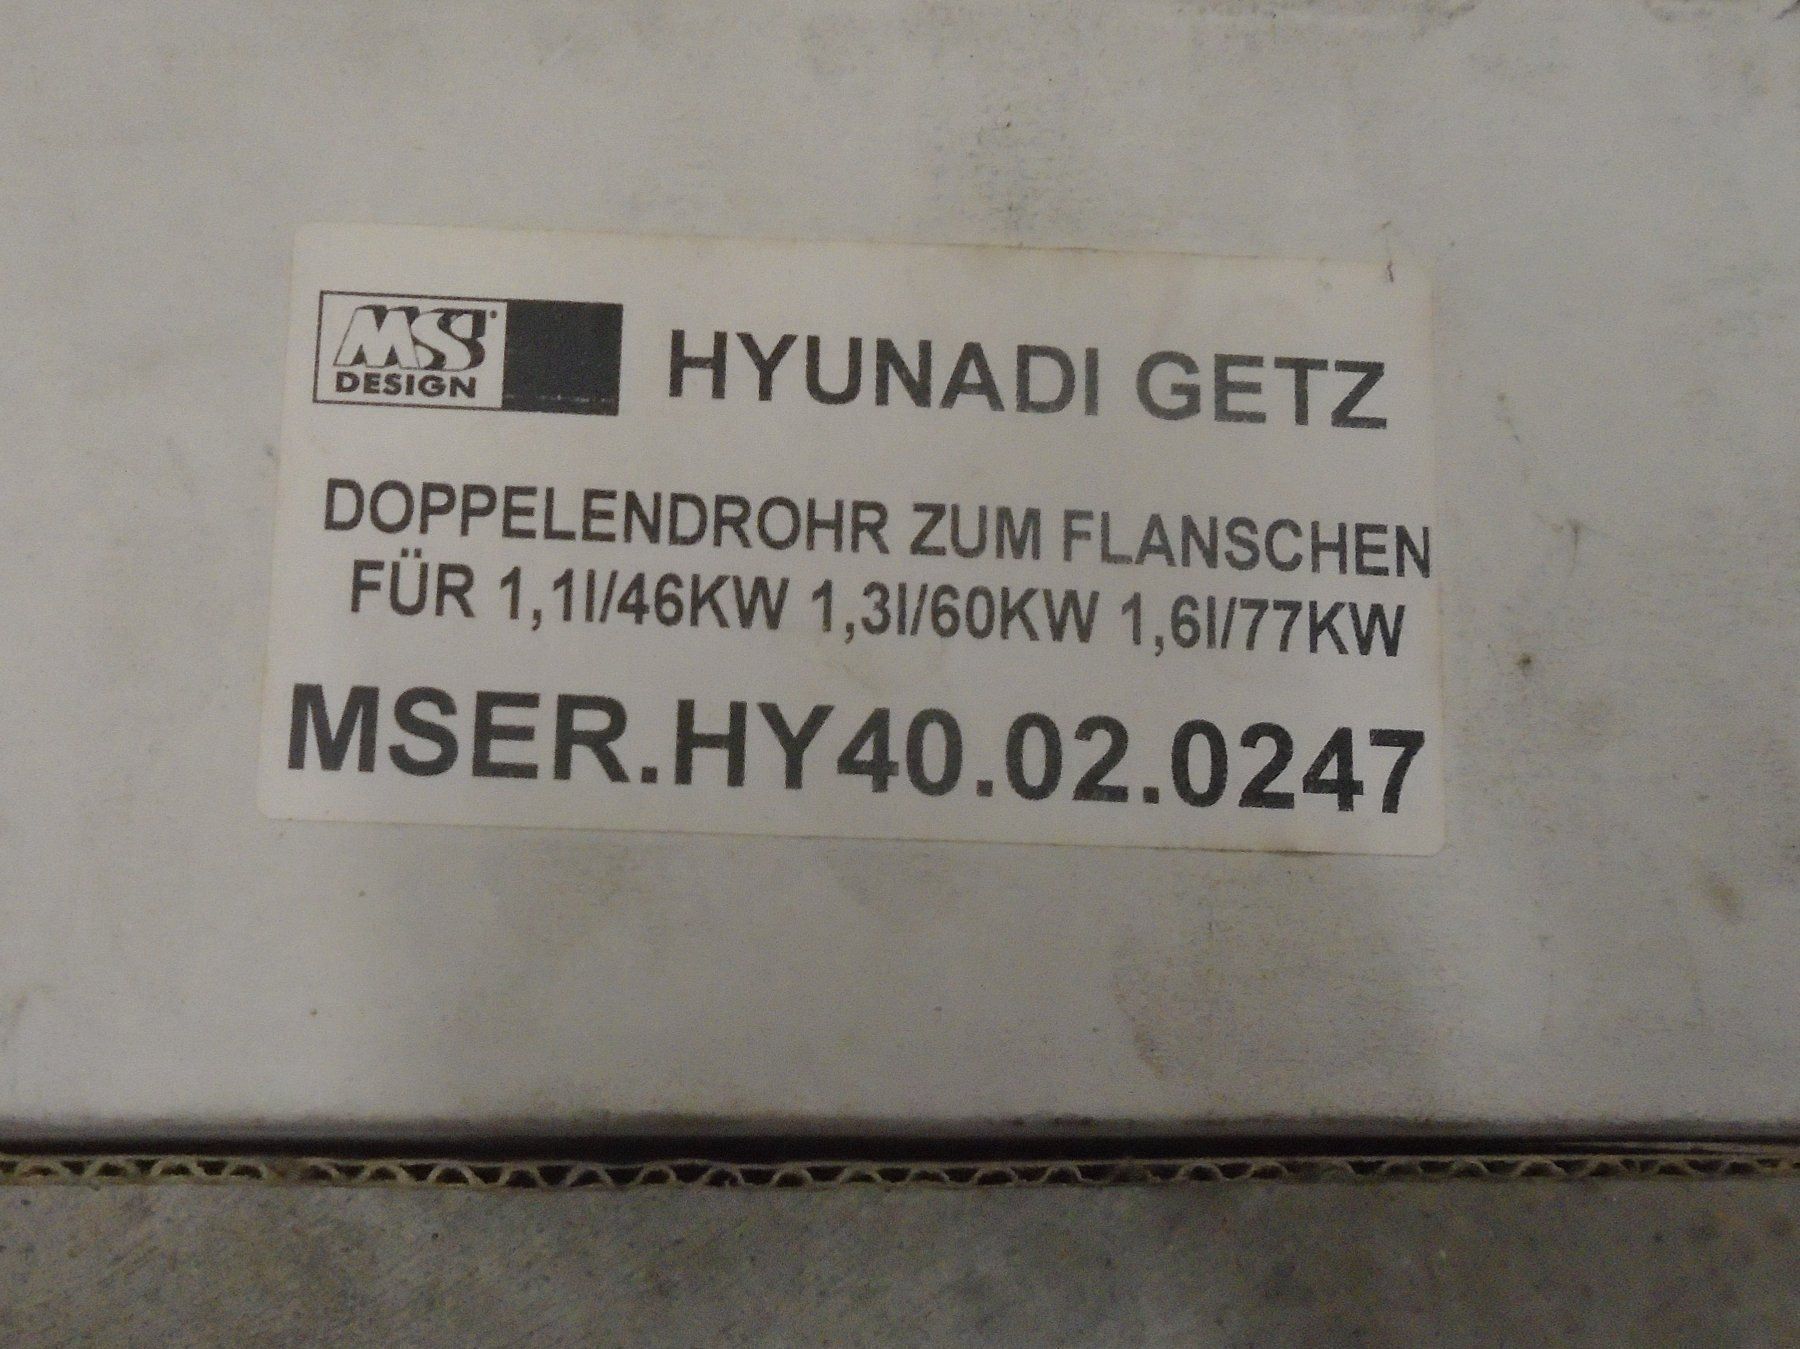 MS DESIGN
HYUNADI GETZ
DOPPELENDROHR ZUM FLANSCHEN
FÜR 1,1l/46KW 1,3l/60KW 1,6l/77KW
MSER.HY40.02.0247